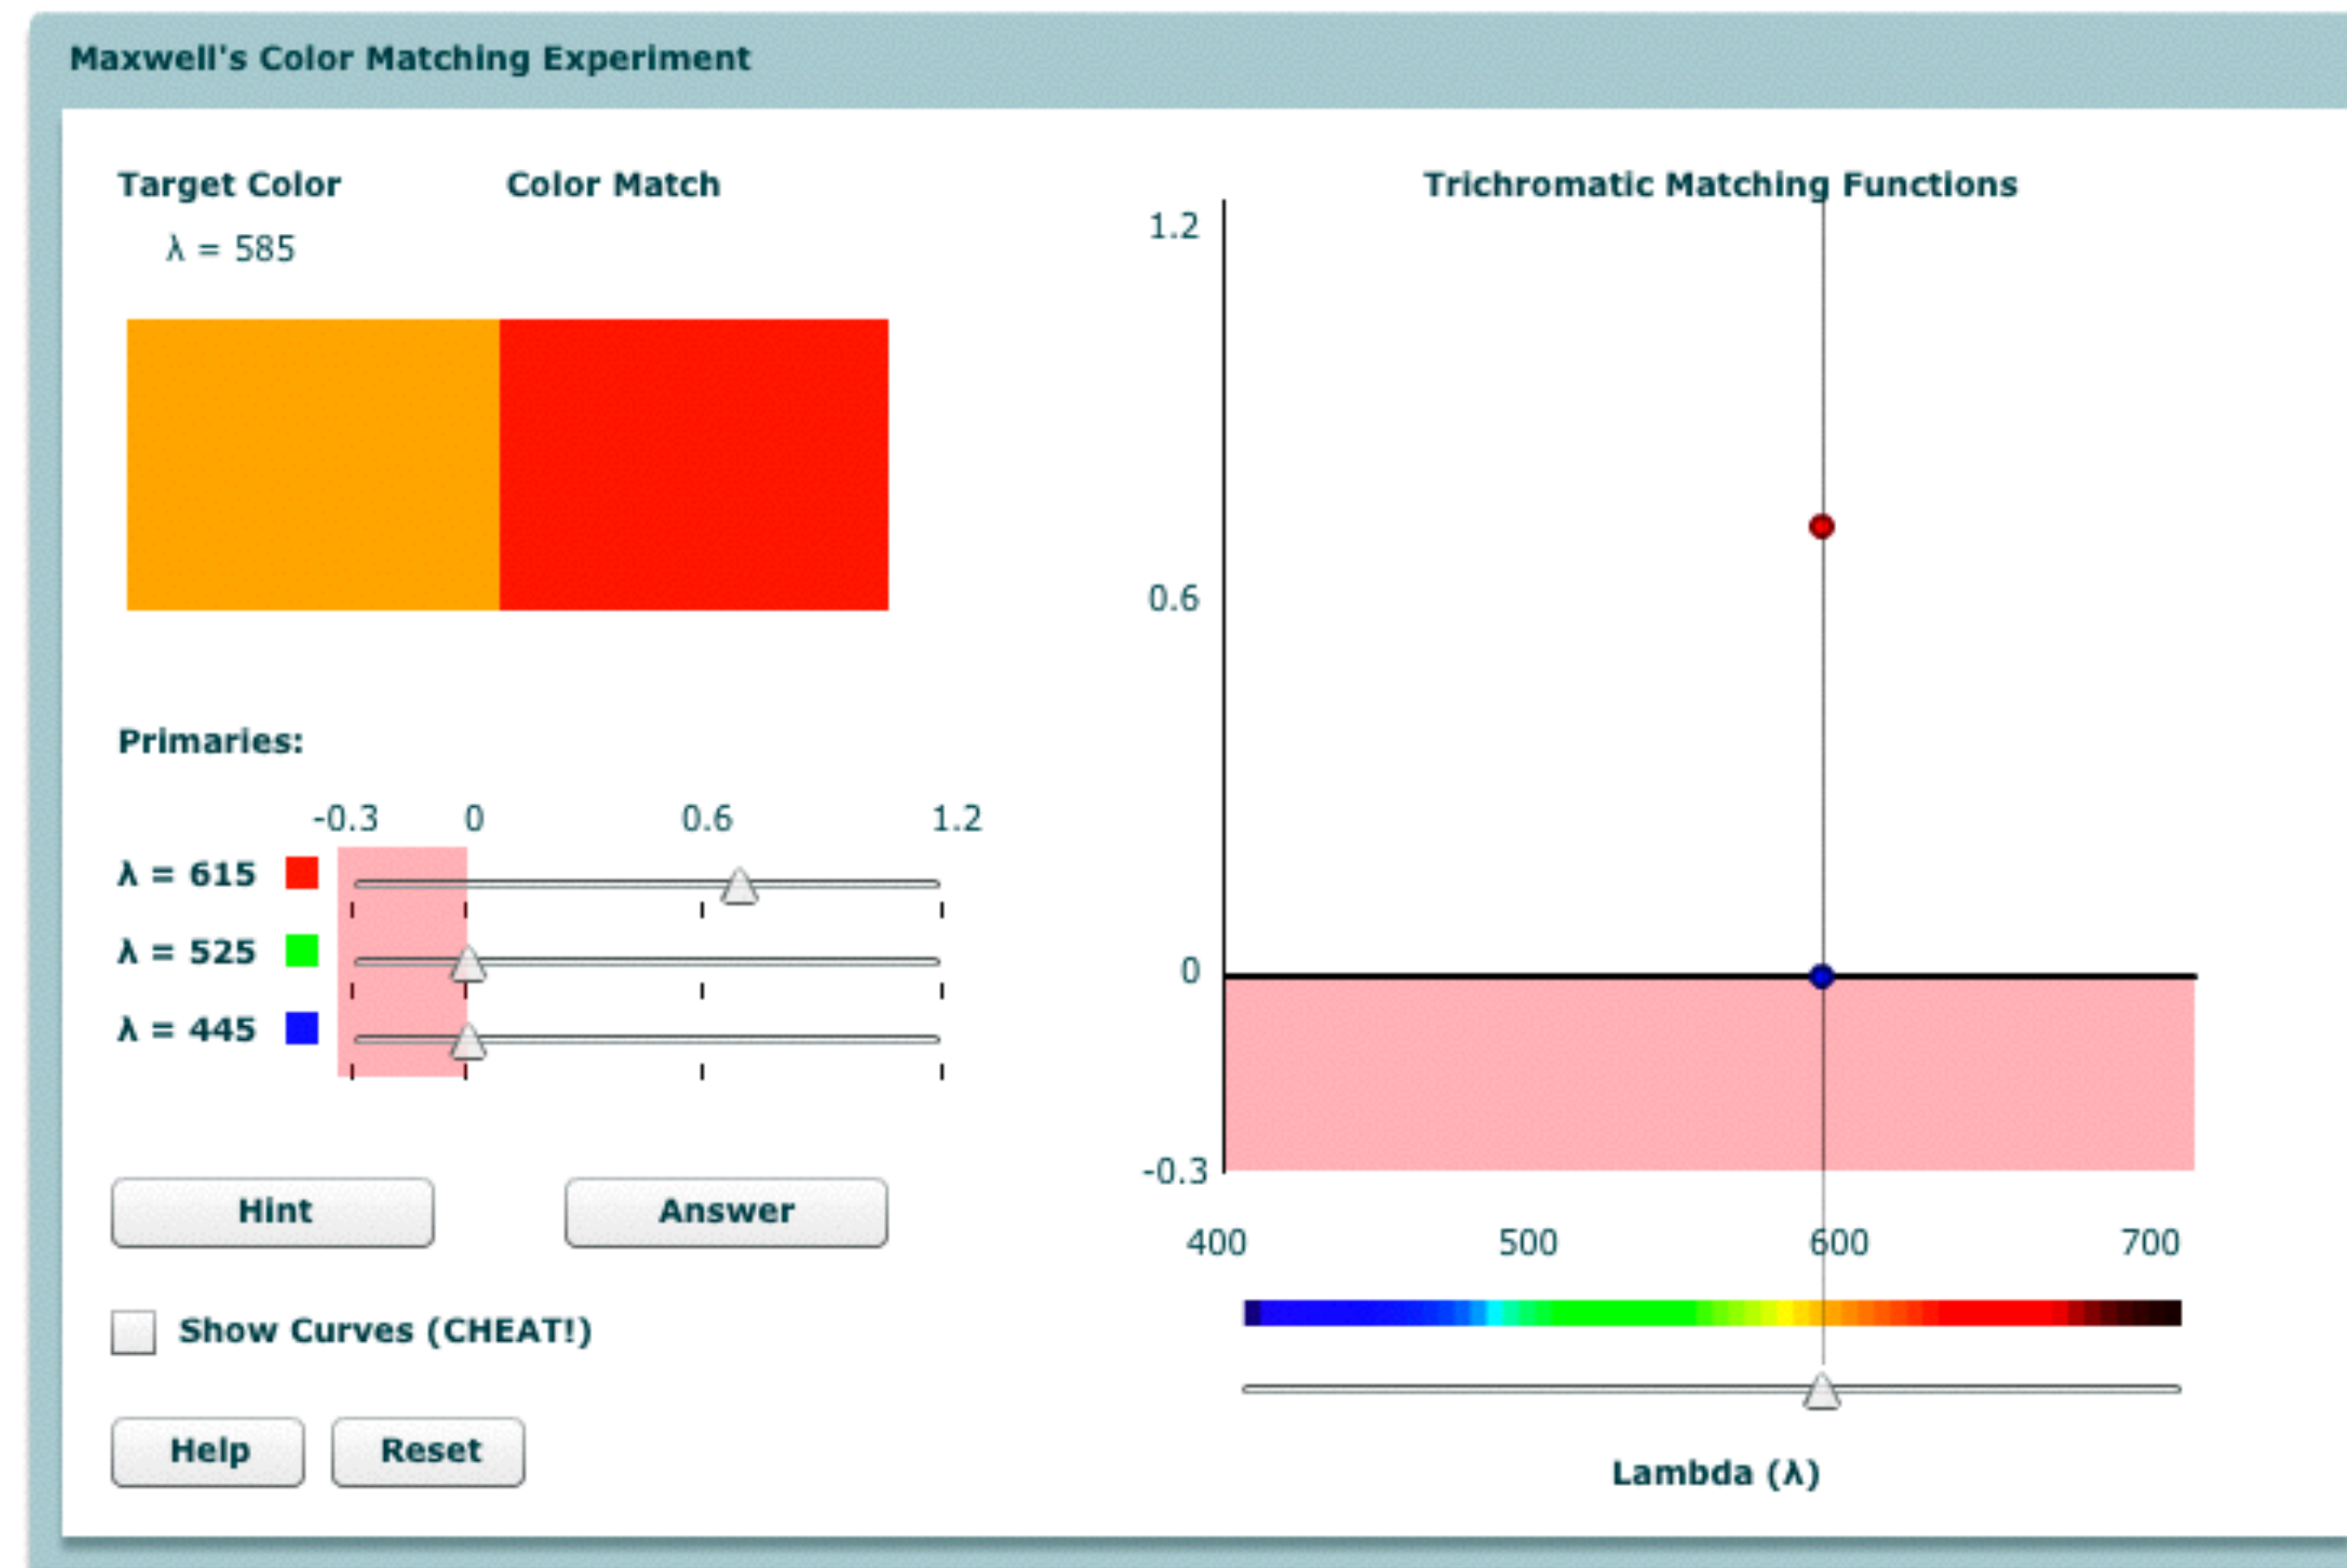 Maxwell's Color Matching Experiment
Target Color
Color Match
λ = 585
Primaries:
-0.3 0 0.6 1.2
λ = 615
λ = 525
λ = 445
Hint
Answer
Show Curves (CHEAT!)
Help
Reset
Trichromatic Matching Functions
1.2
0.6
0
-0.3
400 500 600 700
Lambda (λ)